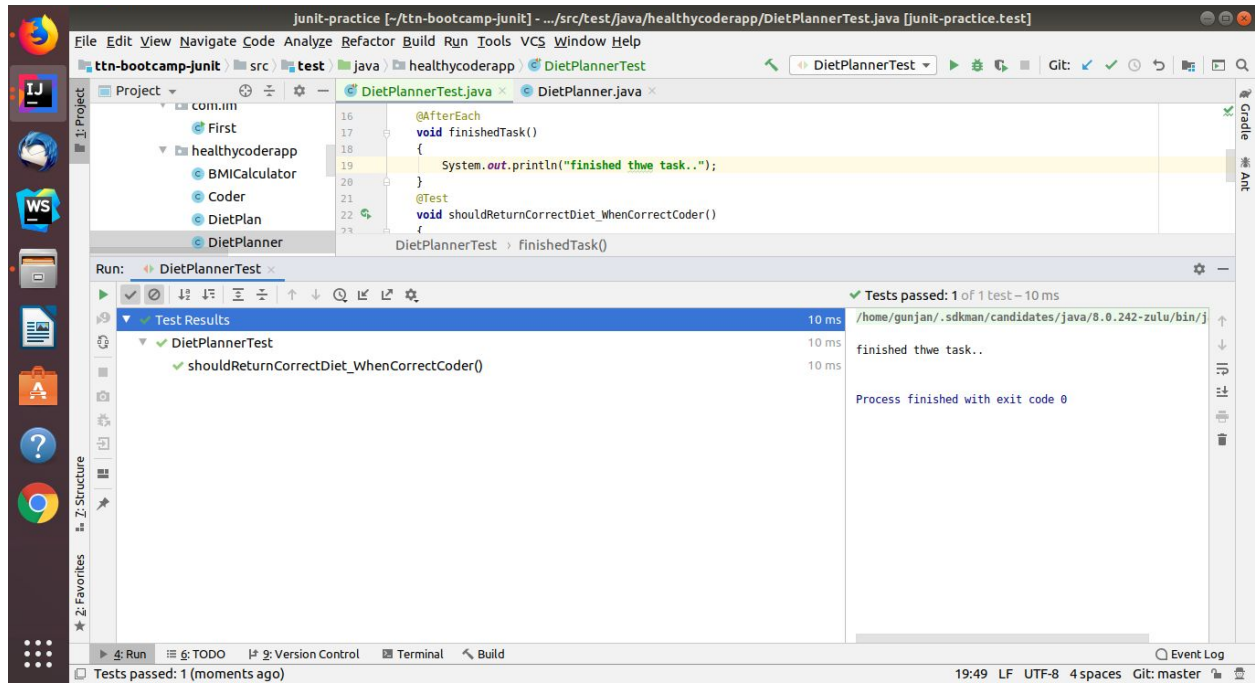 junit-practice [~/ttn-bootcamp-junit] - .../src/test/java/healthycoderapp/DietPlannerTest.java [junit-practice.test]
File Edit View Navigate Code Analyze Refactor Build Run Tools VCS Window Help
ttn-bootcamp-junit src test java healthycoderapp DietPlannerTest DietPlannerTest Git:
IJ
WS
1: Project
Project
com.im
First
healthycoderapp
BMICalculator
Coder
DietPlan
DietPlanner
DietPlannerTest.java DietPlanner.java
16 @AfterEach
17 void finishedTask()
18 {
19 System.out.println("finished thwe task..");
20 }
21 @Test
22 void shouldReturnCorrectDiet_WhenCorrectCoder()
23 {
DietPlannerTest finishedTask()
Gradle
Ant
Run: DietPlannerTest
Tests passed: 1 of 1 test – 10 ms
Test Results 10 ms
DietPlannerTest 10 ms
shouldReturnCorrectDiet_WhenCorrectCoder() 10 ms
/home/gunjan/.sdkman/candidates/java/8.0.242-zulu/bin/j
finished thwe task..
Process finished with exit code 0
7: Structure
2: Favorites
4: Run 6: TODO 9: Version Control Terminal Build Event Log
Tests passed: 1 (moments ago) 19:49 LF UTF-8 4 spaces Git: master